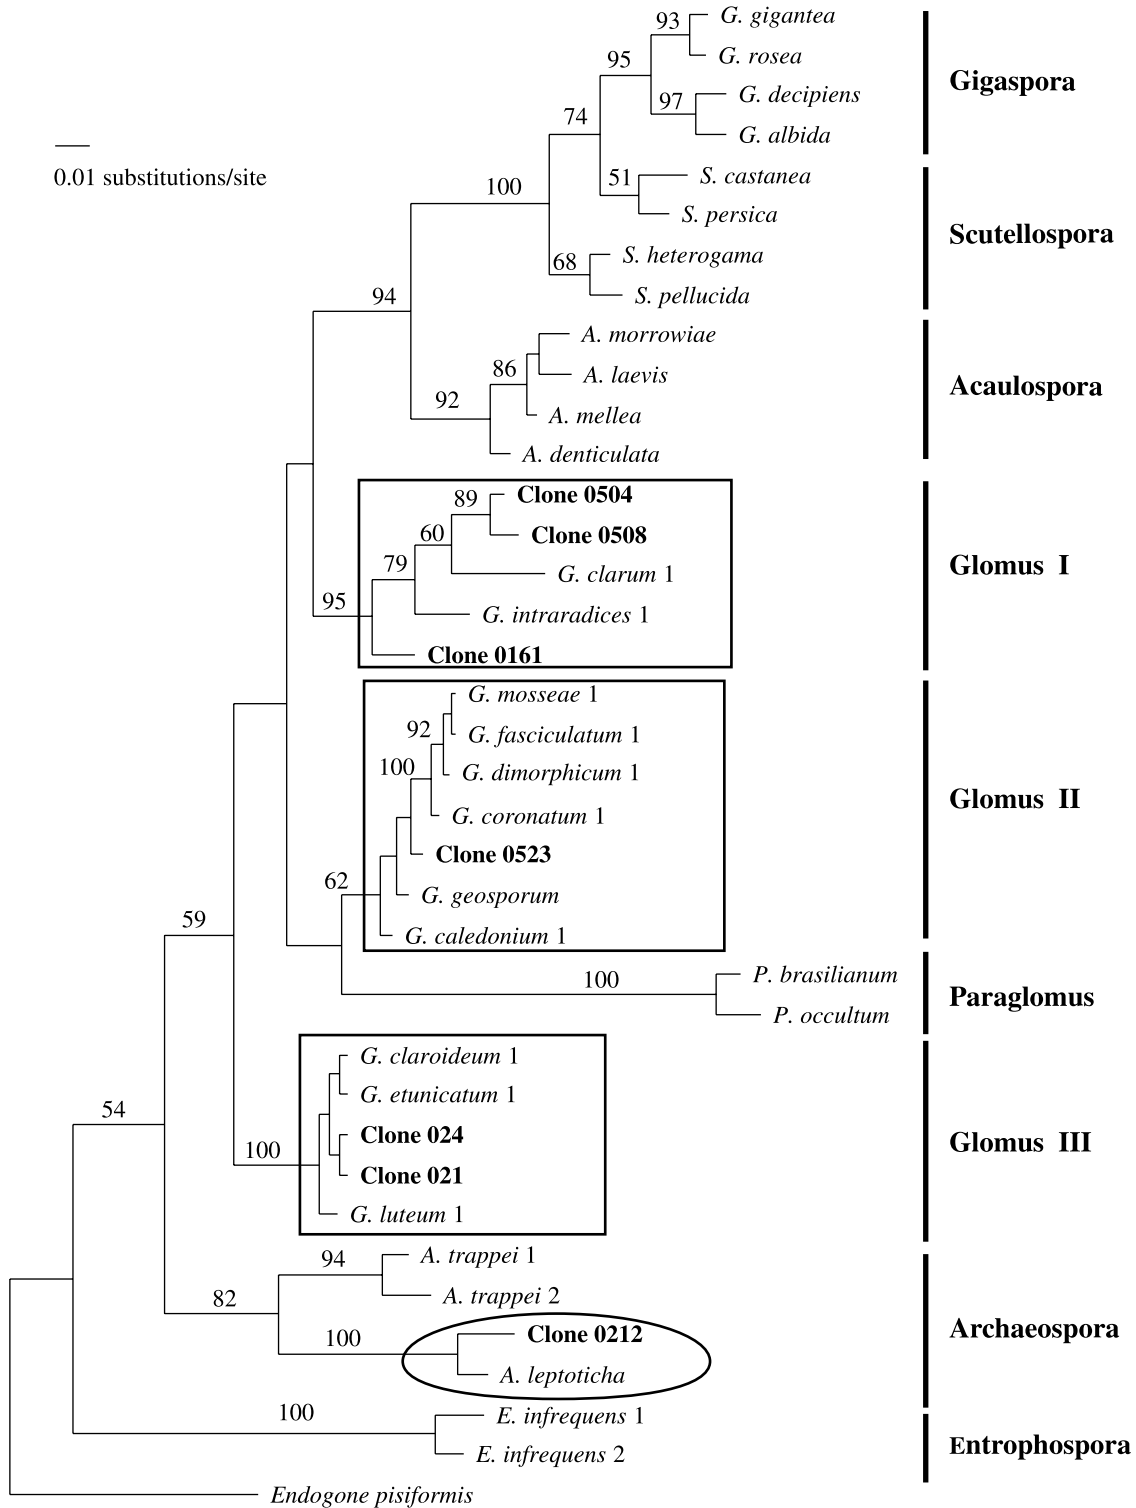 93
G. gigantea
G. rosea
95
97
G. decipiens
G. albida
Gigaspora
74
0.01 substitutions/site
51
S. castanea
S. persica
100
68
S. heterogama
S. pellucida
Scutellospora
94
A. morrowiae
86
A. laevis
92
A. mellea
A. denticulata
Acaulospora
89
Clone 0504
60
Clone 0508
79
G. clarum 1
95
G. intraradices 1
Clone 0161
Glomus I
G. mosseae 1
92
G. fasciculatum 1
100
G. dimorphicum 1
G. coronatum 1
Clone 0523
62
G. geosporum
G. caledonium 1
Glomus II
59
100
P. brasilianum
P. occultum
Paraglomus
G. claroideum 1
G. etunicatum 1
54
Clone 024
100
Clone 021
G. luteum 1
Glomus III
94
A. trappei 1
82
A. trappei 2
100
Clone 0212
A. leptoticha
Archaeospora
100
E. infrequens 1
E. infrequens 2
Entrophospora
Endogone pisiformis